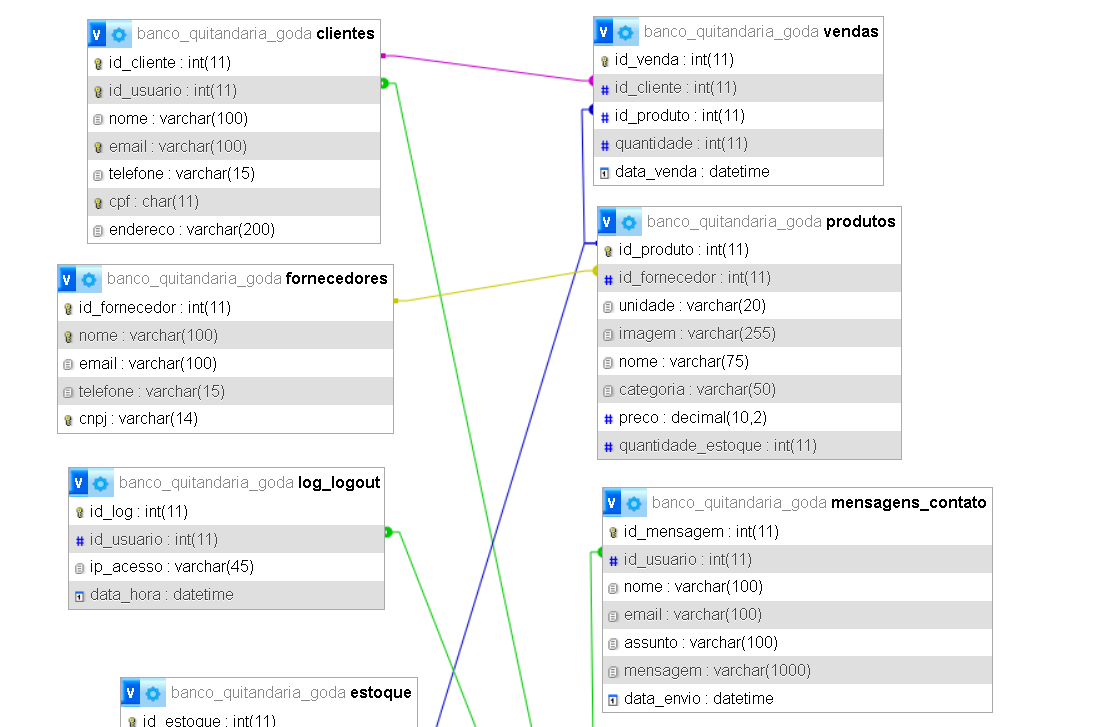 banco_quitandaria_goda clientes
id_cliente : int(11)
id_usuario : int(11)
nome : varchar(100)
email : varchar(100)
telefone : varchar(15)
cpf : char(11)
endereco : varchar(200)
banco_quitandaria_goda vendas
id_venda : int(11)
id_cliente : int(11)
id_produto : int(11)
quantidade : int(11)
data_venda : datetime
banco_quitandaria_goda produtos
id_produto : int(11)
id_fornecedor : int(11)
unidade : varchar(20)
imagem : varchar(255)
nome : varchar(75)
categoria : varchar(50)
preco : decimal(10,2)
quantidade_estoque : int(11)
banco_quitandaria_goda fornecedores
id_fornecedor : int(11)
nome : varchar(100)
email : varchar(100)
telefone : varchar(15)
cnpj : varchar(14)
banco_quitandaria_goda log_logout
id_log : int(11)
id_usuario : int(11)
ip_acesso : varchar(45)
data_hora : datetime
banco_quitandaria_goda mensagens_contato
id_mensagem : int(11)
id_usuario : int(11)
nome : varchar(100)
email : varchar(100)
assunto : varchar(100)
mensagem : varchar(1000)
data_envio : datetime
banco_quitandaria_goda estoque
id_estoque : int(11)